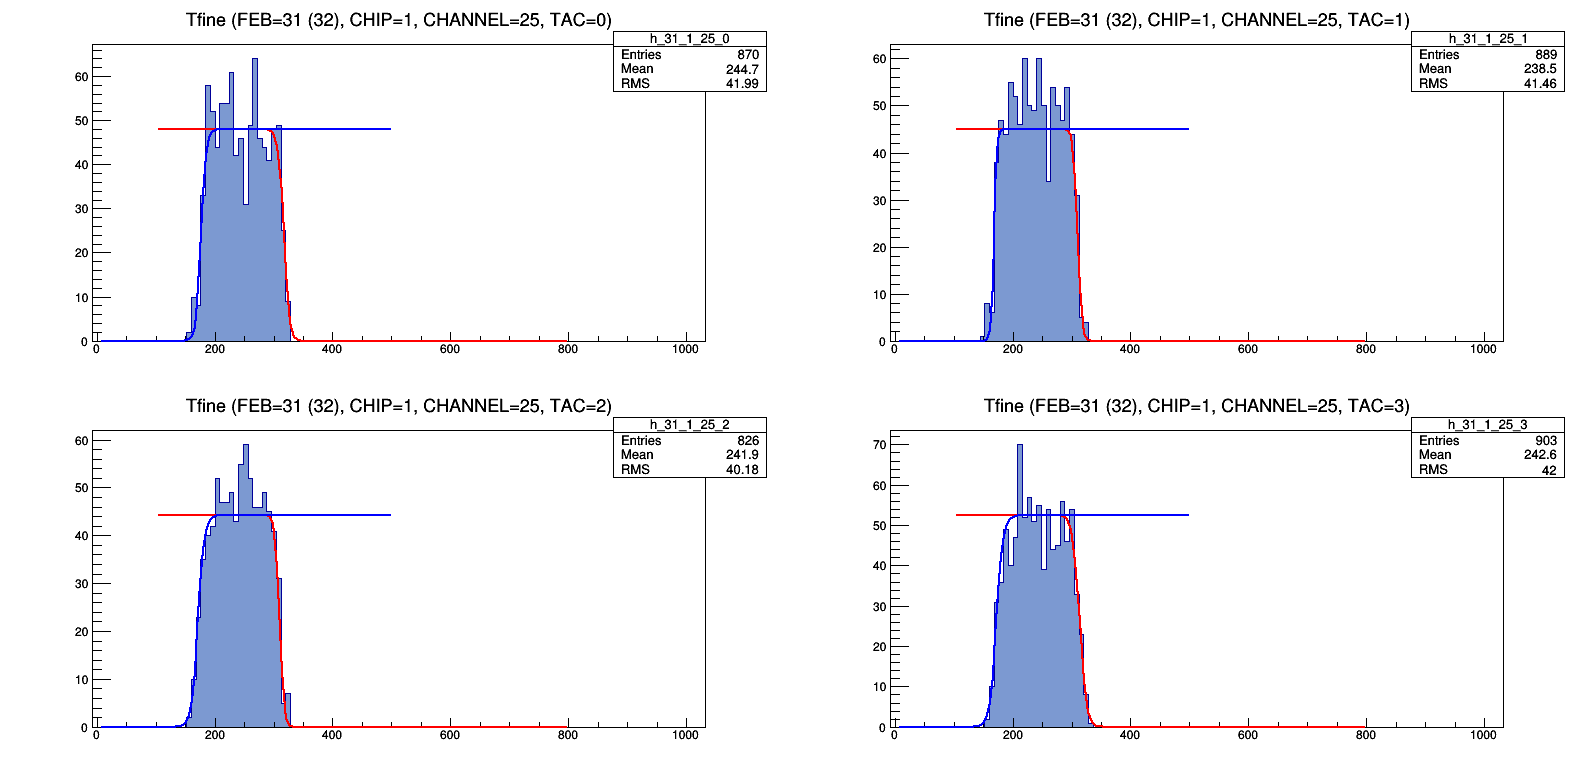 Tfine (FEB=31 (32), CHIP=1, CHANNEL=25, TAC=0)
h_31_1_25_0
Entries 870
Mean 244.7
RMS 41.99
60
50
40
30
20
10
0
0 200 400 600 800 1000
Tfine (FEB=31 (32), CHIP=1, CHANNEL=25, TAC=1)
h_31_1_25_1
Entries 889
Mean 238.5
RMS 41.46
60
50
40
30
20
10
0
0 200 400 600 800 1000
Tfine (FEB=31 (32), CHIP=1, CHANNEL=25, TAC=2)
h_31_1_25_2
Entries 826
Mean 241.9
RMS 40.18
60
50
40
30
20
10
0
0 200 400 600 800 1000
Tfine (FEB=31 (32), CHIP=1, CHANNEL=25, TAC=3)
h_31_1_25_3
Entries 903
Mean 242.6
RMS 42
70
60
50
40
30
20
10
0
0 200 400 600 800 1000